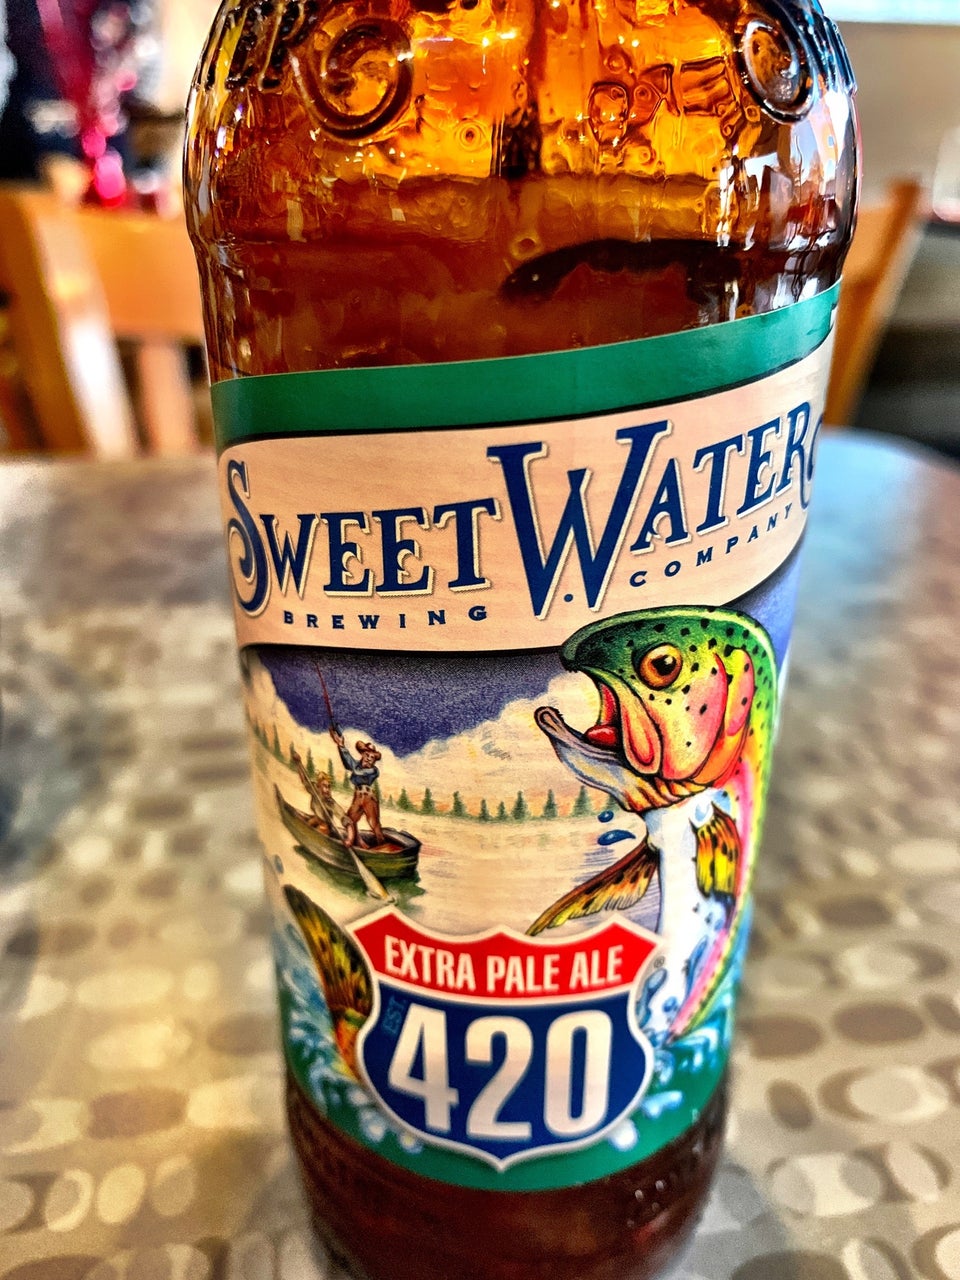 SWEETWATER
BREWING COMPANY
EXTRA PALE ALE
®
EST.
420